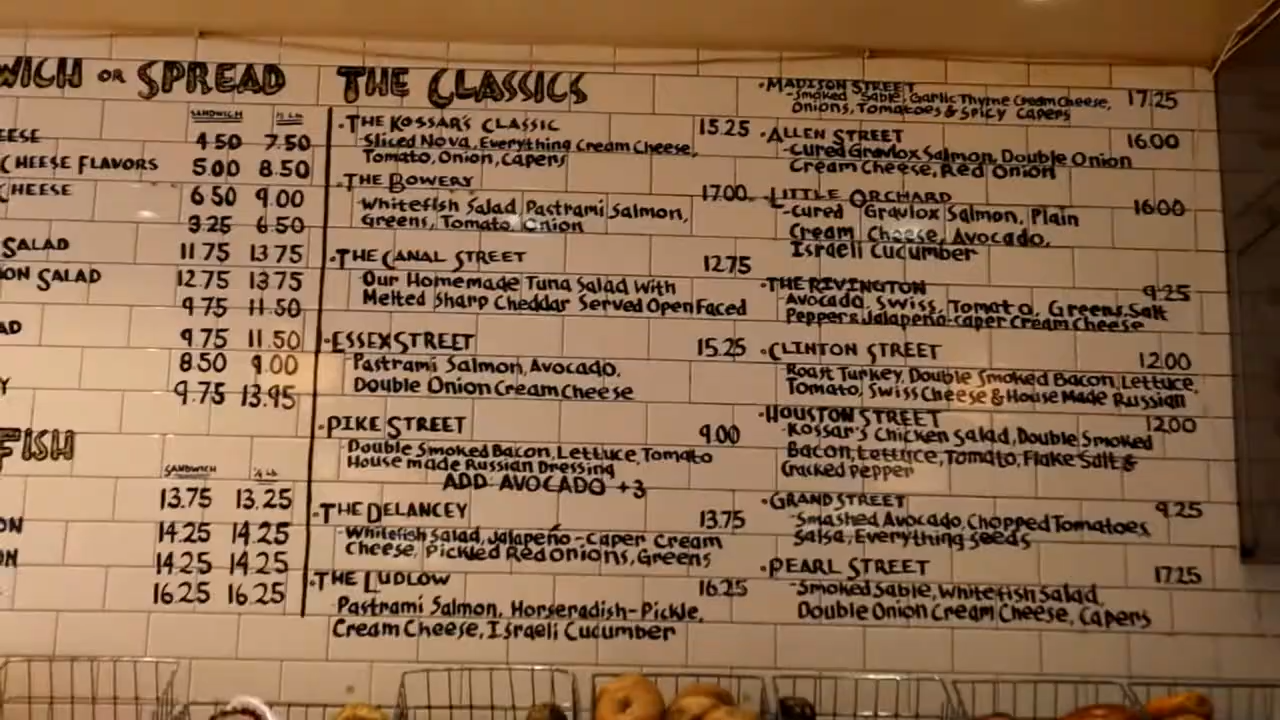 WICH OR SPREAD
SANDWICH ½ LB
EESE 4.50 7.50
CHEESE FLAVORS 5.00 8.50
CHEESE 6.50 9.00
3.25 6.50
SALAD 11.75 13.75
ON SALAD 12.75 13.75
9.75 11.50
AD 9.75 11.50
8.50 9.00
Y 9.75 13.95
FISH
SANDWICH ¼ LB
13.75 13.25
ON 14.25 14.25
ON 14.25 14.25
16.25 16.25
THE CLASSICS
·THE KOSSAR'S CLASSIC 15.25
-Sliced Nova, Everything Cream Cheese,
Tomato, Onion, Capers
·THE BOWERY 17.00
Whitefish Salad, Pastrami Salmon,
Greens, Tomato, Onion
·THE CANAL STREET 12.75
Our Homemade Tuna Salad With
Melted Sharp Cheddar Served Open Faced
·ESSEX STREET 15.25
Pastrami Salmon, Avocado,
Double Onion Cream Cheese
·PIKE STREET 9.00
-Double Smoked Bacon, Lettuce, Tomato
House made Russian Dressing
ADD AVOCADO +3
·THE DELANCEY 13.75
-Whitefish Salad, Jalapeño-Caper Cream
Cheese, Pickled Red Onions, Greens
·THE LUDLOW 16.25
Pastrami Salmon, Horseradish-Pickle,
Cream Cheese, Israeli Cucumber
·MADISON STREET 17.25
-Smoked Sable, Garlic Thyme Cream Cheese,
Onions, Tomatoes & Spicy Capers
·ALLEN STREET 16.00
-Cured Gravlox Salmon, Double Onion
Cream Cheese, Red Onion
·LITTLE ORCHARD 16.00
-Cured Gravlox Salmon, Plain
Cream Cheese, Avocado,
Israeli Cucumber
·THE RIVINGTON 9.25
-Avocado, Swiss, Tomato, Greens, Salt
Pepper & Jalapeño-Caper Cream Cheese
·CLINTON STREET 12.00
Roast Turkey, Double Smoked Bacon, Lettuce,
Tomato, Swiss Cheese & House Made Russian
·HOUSTON STREET 12.00
-Kossar's Chicken Salad, Double Smoked
Bacon, Lettuce, Tomato, Flake Salt &
Cracked Pepper
·GRAND STREET 9.25
-Smashed Avocado, Chopped Tomatoes
Salsa, Everything Seeds
·PEARL STREET 17.25
-Smoked Sable, Whitefish Salad,
Double Onion Cream Cheese, Capers